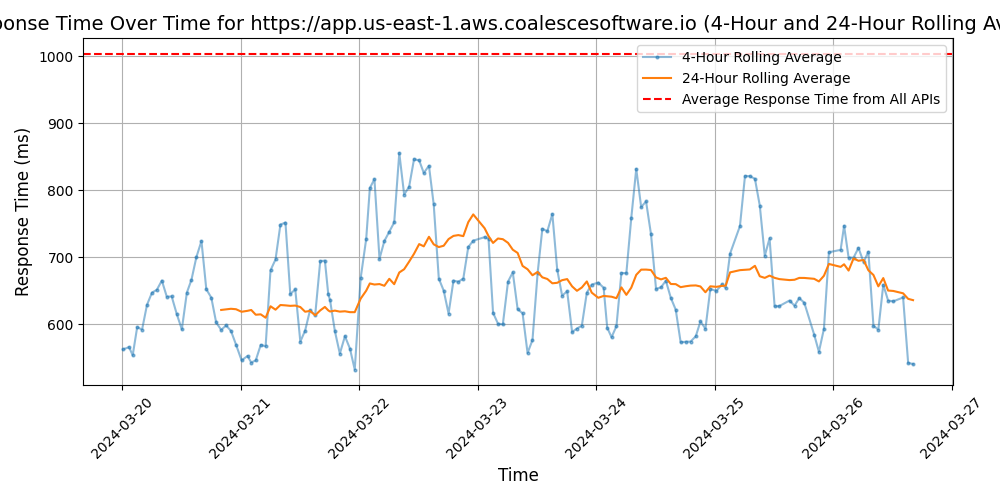 onse Time Over Time for https://app.us-east-1.aws.coalescesoftware.io (4-Hour and 24-Hour Rolling Av
4-Hour Rolling Average
24-Hour Rolling Average
Average Response Time from All APIs
Response Time (ms)
1000
900
800
700
600
2024-03-20
2024-03-21
2024-03-22
2024-03-23
2024-03-24
2024-03-25
2024-03-26
2024-03-27
Time